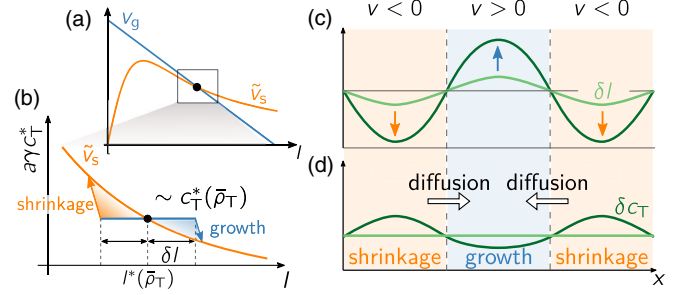 (a)
v_g
ṽ_s
l
(b)
aγc*_T
ṽ_s
~ c*_T(ρ̄_T)
shrinkage
growth
δl
l*(ρ̄_T)
l
(c)
v < 0 v > 0 v < 0
δl
(d)
diffusion diffusion
δc_T
shrinkage growth shrinkage
x